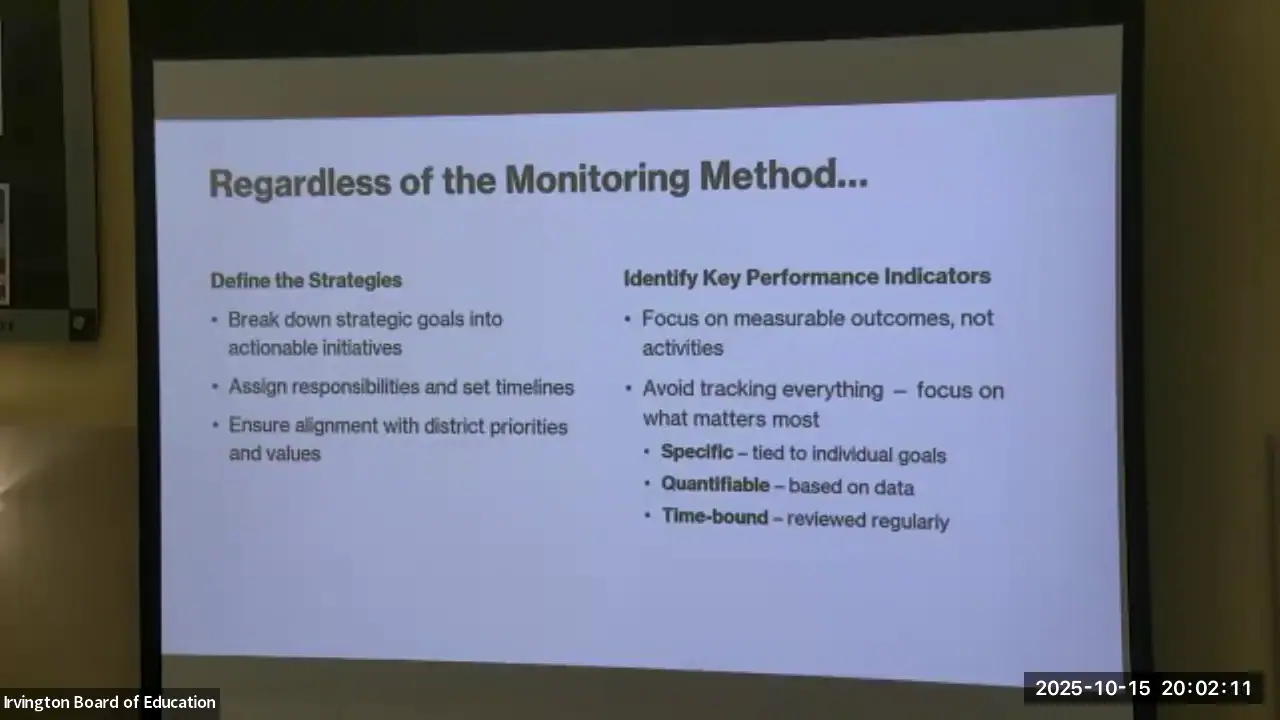 Regardless of the Monitoring Method...
Define the Strategies
• Break down strategic goals into
actionable initiatives
• Assign responsibilities and set timelines
• Ensure alignment with district priorities
and values
Identify Key Performance Indicators
• Focus on measurable outcomes, not
activities
• Avoid tracking everything – focus on
what matters most
• Specific – tied to individual goals
• Quantifiable – based on data
• Time-bound – reviewed regularly
Irvington Board of Education
2025-10-15 20:02:11